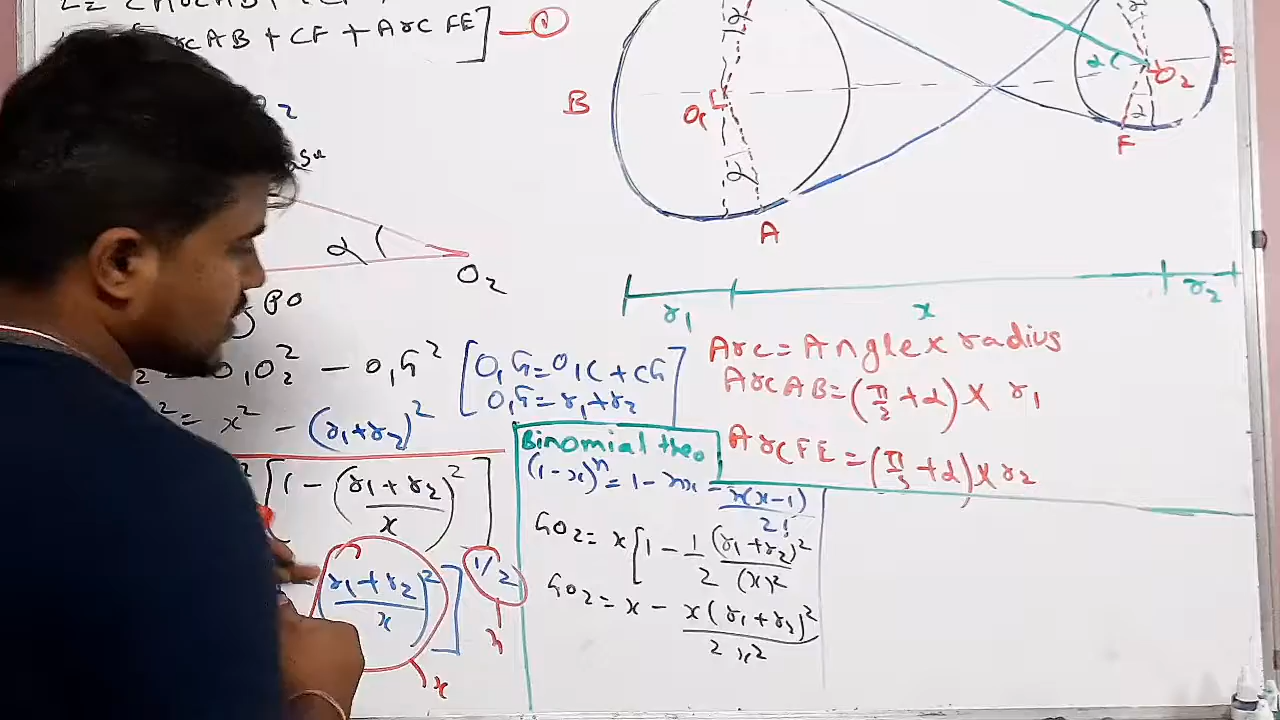 AB + CF + Arc FE] — ①
2
α
O2
90
= O1O2² - O1G² [O1G = O1C + CG
O1G = r1 + r2]
² = x² - (r1+r2)²
[1 - (r1+r2/x)²]
(r1+r2/x)²]^1/2
n
x
Binomial theo
(1-x)^n = 1 - nx - n(x-1)/2!
GO2 = x[1 - 1/2 (r1+r2)²/(x)²
GO2 = x - x(r1+r2)²/2x²
Arc = Angle x radius
Arc AB = (π/2 + α) x r1
Arc FE = (π/2 + α) x r2
α
B
O1
α
A
α
O2
E
α
F
r1
x
r2